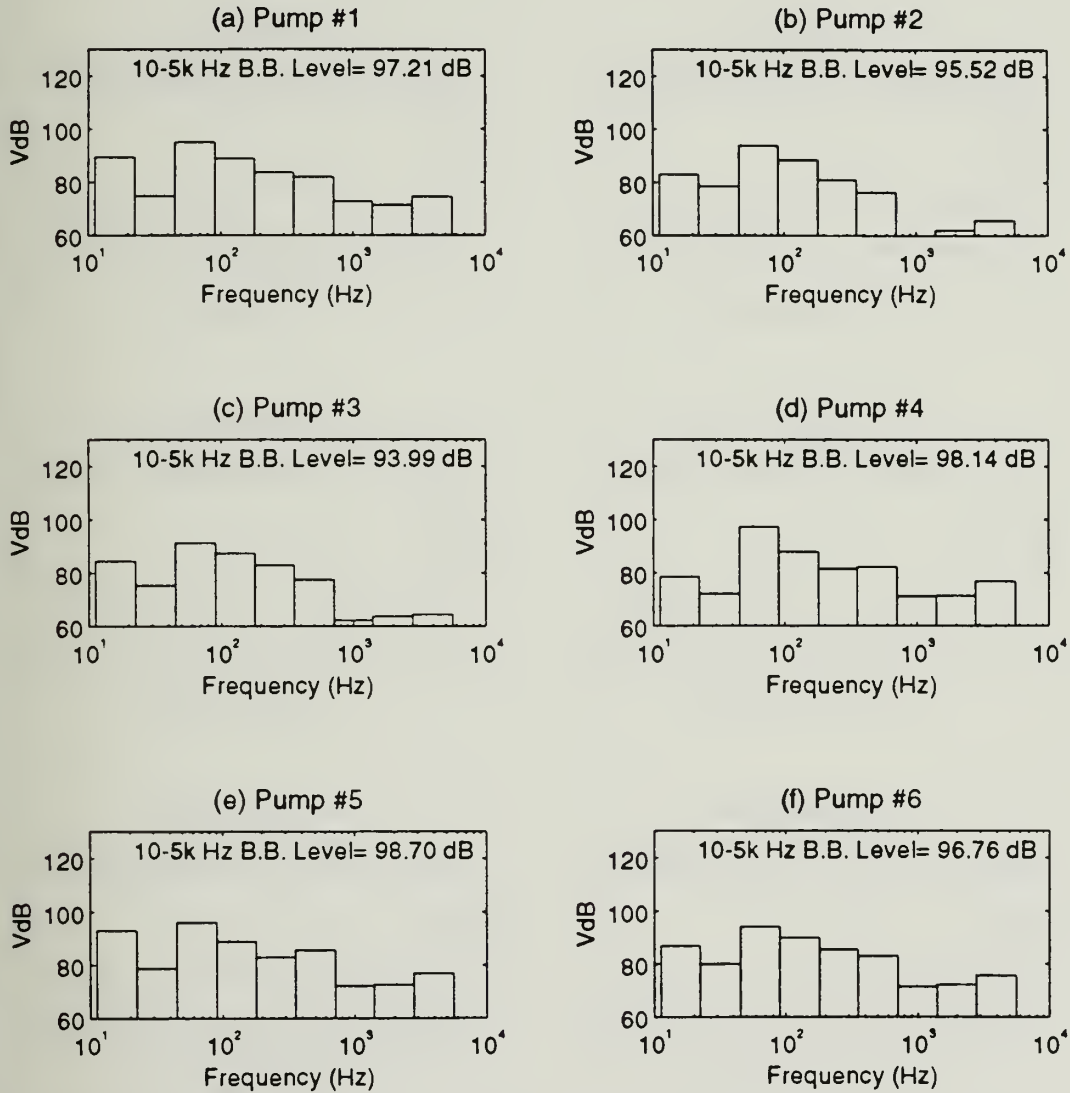 (a) Pump #1
10-5k Hz B.B. Level= 97.21 dB
VdB
120
100
80
60
10¹ 10² 10³ 10⁴
Frequency (Hz)
(b) Pump #2
10-5k Hz B.B. Level= 95.52 dB
VdB
120
100
80
60
10¹ 10² 10³ 10⁴
Frequency (Hz)
(c) Pump #3
10-5k Hz B.B. Level= 93.99 dB
VdB
120
100
80
60
10¹ 10² 10³ 10⁴
Frequency (Hz)
(d) Pump #4
10-5k Hz B.B. Level= 98.14 dB
VdB
120
100
80
60
10¹ 10² 10³ 10⁴
Frequency (Hz)
(e) Pump #5
10-5k Hz B.B. Level= 98.70 dB
VdB
120
100
80
60
10¹ 10² 10³ 10⁴
Frequency (Hz)
(f) Pump #6
10-5k Hz B.B. Level= 96.76 dB
VdB
120
100
80
60
10¹ 10² 10³ 10⁴
Frequency (Hz)